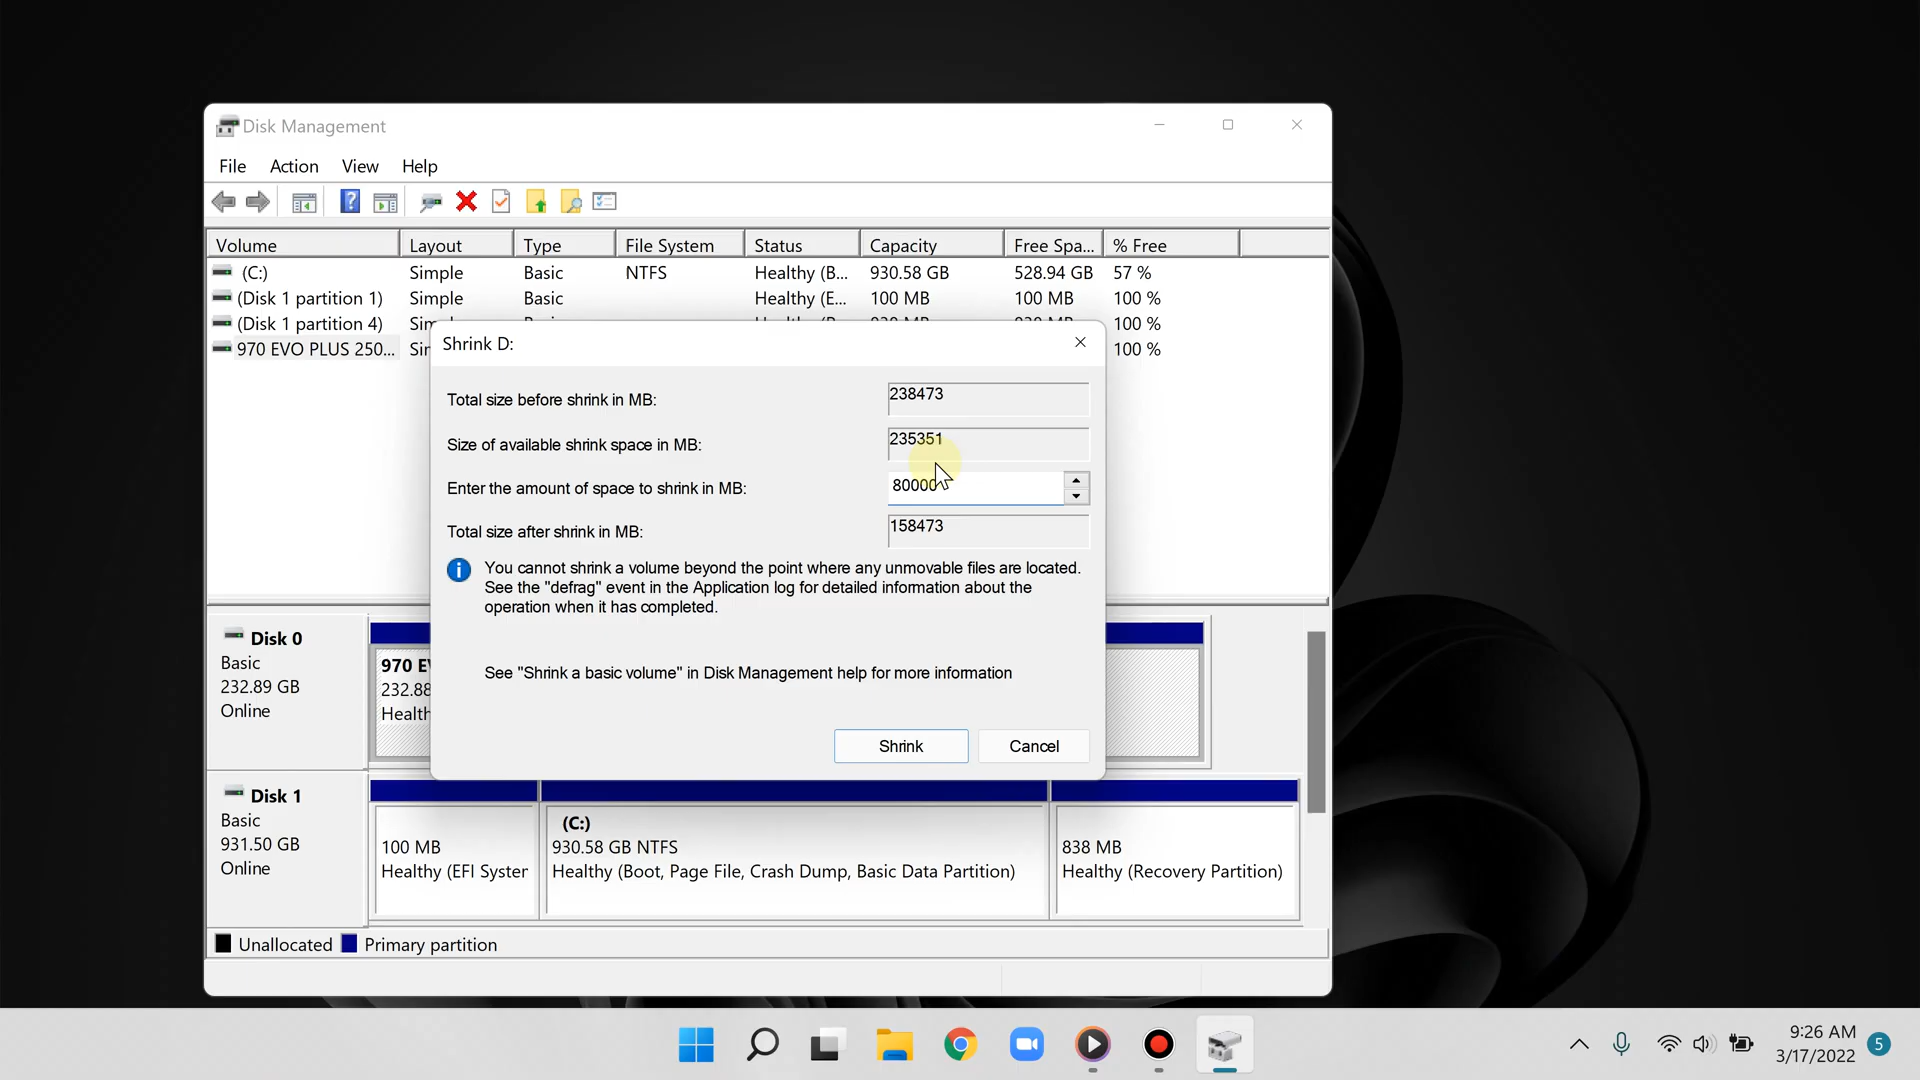 Disk Management
File Action View Help
Volume Layout Type File System Status Capacity Free Spa... % Free
(C:) Simple Basic NTFS Healthy (B... 930.58 GB 528.94 GB 57 %
(Disk 1 partition 1) Simple Basic Healthy (E... 100 MB 100 MB 100 %
(Disk 1 partition 4) 100 %
970 EVO PLUS 250... 100 %
Shrink D:
Total size before shrink in MB: 238473
Size of available shrink space in MB: 235351
Enter the amount of space to shrink in MB: 80000
Total size after shrink in MB: 158473
You cannot shrink a volume beyond the point where any unmovable files are located.
See the "defrag" event in the Application log for detailed information about the
operation when it has completed.
See "Shrink a basic volume" in Disk Management help for more information
Shrink Cancel
Disk 0
Basic
232.89 GB
Online
970 E
232.88
Health
Disk 1
Basic
931.50 GB
Online
100 MB
Healthy (EFI System
(C:)
930.58 GB NTFS
Healthy (Boot, Page File, Crash Dump, Basic Data Partition)
838 MB
Healthy (Recovery Partition)
Unallocated Primary partition
9:26 AM
3/17/2022
5